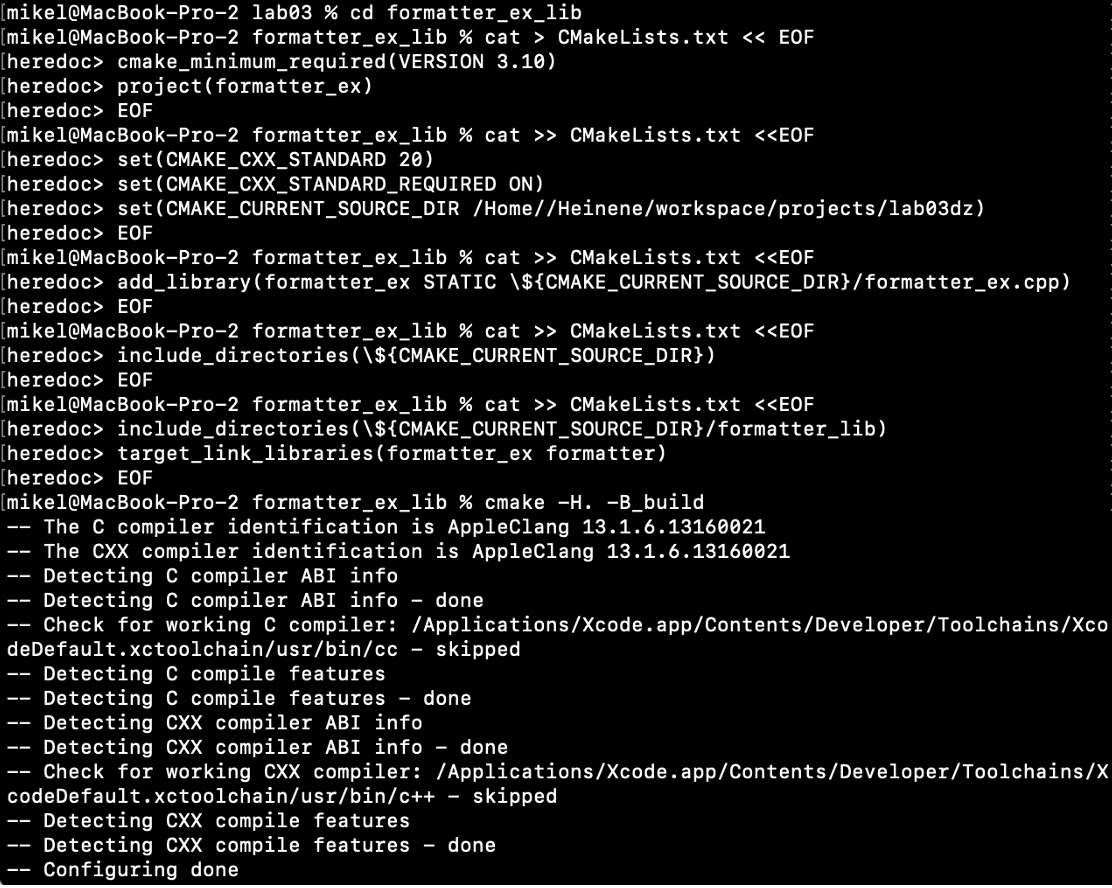 [mikel@MacBook-Pro-2 lab03 % cd formatter_ex_lib
[mikel@MacBook-Pro-2 formatter_ex_lib % cat > CMakeLists.txt << EOF
[heredoc> cmake_minimum_required(VERSION 3.10)
[heredoc> project(formatter_ex)
[heredoc> EOF
[mikel@MacBook-Pro-2 formatter_ex_lib % cat >> CMakeLists.txt <<EOF
[heredoc> set(CMAKE_CXX_STANDARD 20)
[heredoc> set(CMAKE_CXX_STANDARD_REQUIRED ON)
[heredoc> set(CMAKE_CURRENT_SOURCE_DIR /Home//Heinene/workspace/projects/lab03dz)
[heredoc> EOF
[mikel@MacBook-Pro-2 formatter_ex_lib % cat >> CMakeLists.txt <<EOF
[heredoc> add_library(formatter_ex STATIC \${CMAKE_CURRENT_SOURCE_DIR}/formatter_ex.cpp)
[heredoc> EOF
[mikel@MacBook-Pro-2 formatter_ex_lib % cat >> CMakeLists.txt <<EOF
[heredoc> include_directories(\${CMAKE_CURRENT_SOURCE_DIR})
[heredoc> EOF
[mikel@MacBook-Pro-2 formatter_ex_lib % cat >> CMakeLists.txt <<EOF
[heredoc> include_directories(\${CMAKE_CURRENT_SOURCE_DIR}/formatter_lib)
[heredoc> target_link_libraries(formatter_ex formatter)
[heredoc> EOF
[mikel@MacBook-Pro-2 formatter_ex_lib % cmake -H. -B_build
-- The C compiler identification is AppleClang 13.1.6.13160021
-- The CXX compiler identification is AppleClang 13.1.6.13160021
-- Detecting C compiler ABI info
-- Detecting C compiler ABI info - done
-- Check for working C compiler: /Applications/Xcode.app/Contents/Developer/Toolchains/Xco
deDefault.xctoolchain/usr/bin/cc - skipped
-- Detecting C compile features
-- Detecting C compile features - done
-- Detecting CXX compiler ABI info
-- Detecting CXX compiler ABI info - done
-- Check for working CXX compiler: /Applications/Xcode.app/Contents/Developer/Toolchains/X
codeDefault.xctoolchain/usr/bin/c++ - skipped
-- Detecting CXX compile features
-- Detecting CXX compile features - done
-- Configuring done